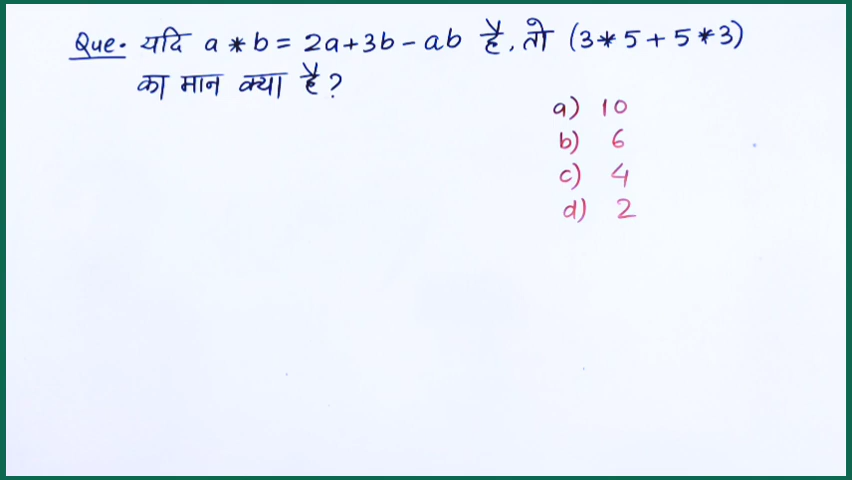 Que. यदि a * b = 2a+3b-ab है, तो (3*5+5*3)
का मान क्या है?
a) 10
b) 6
c) 4
d) 2